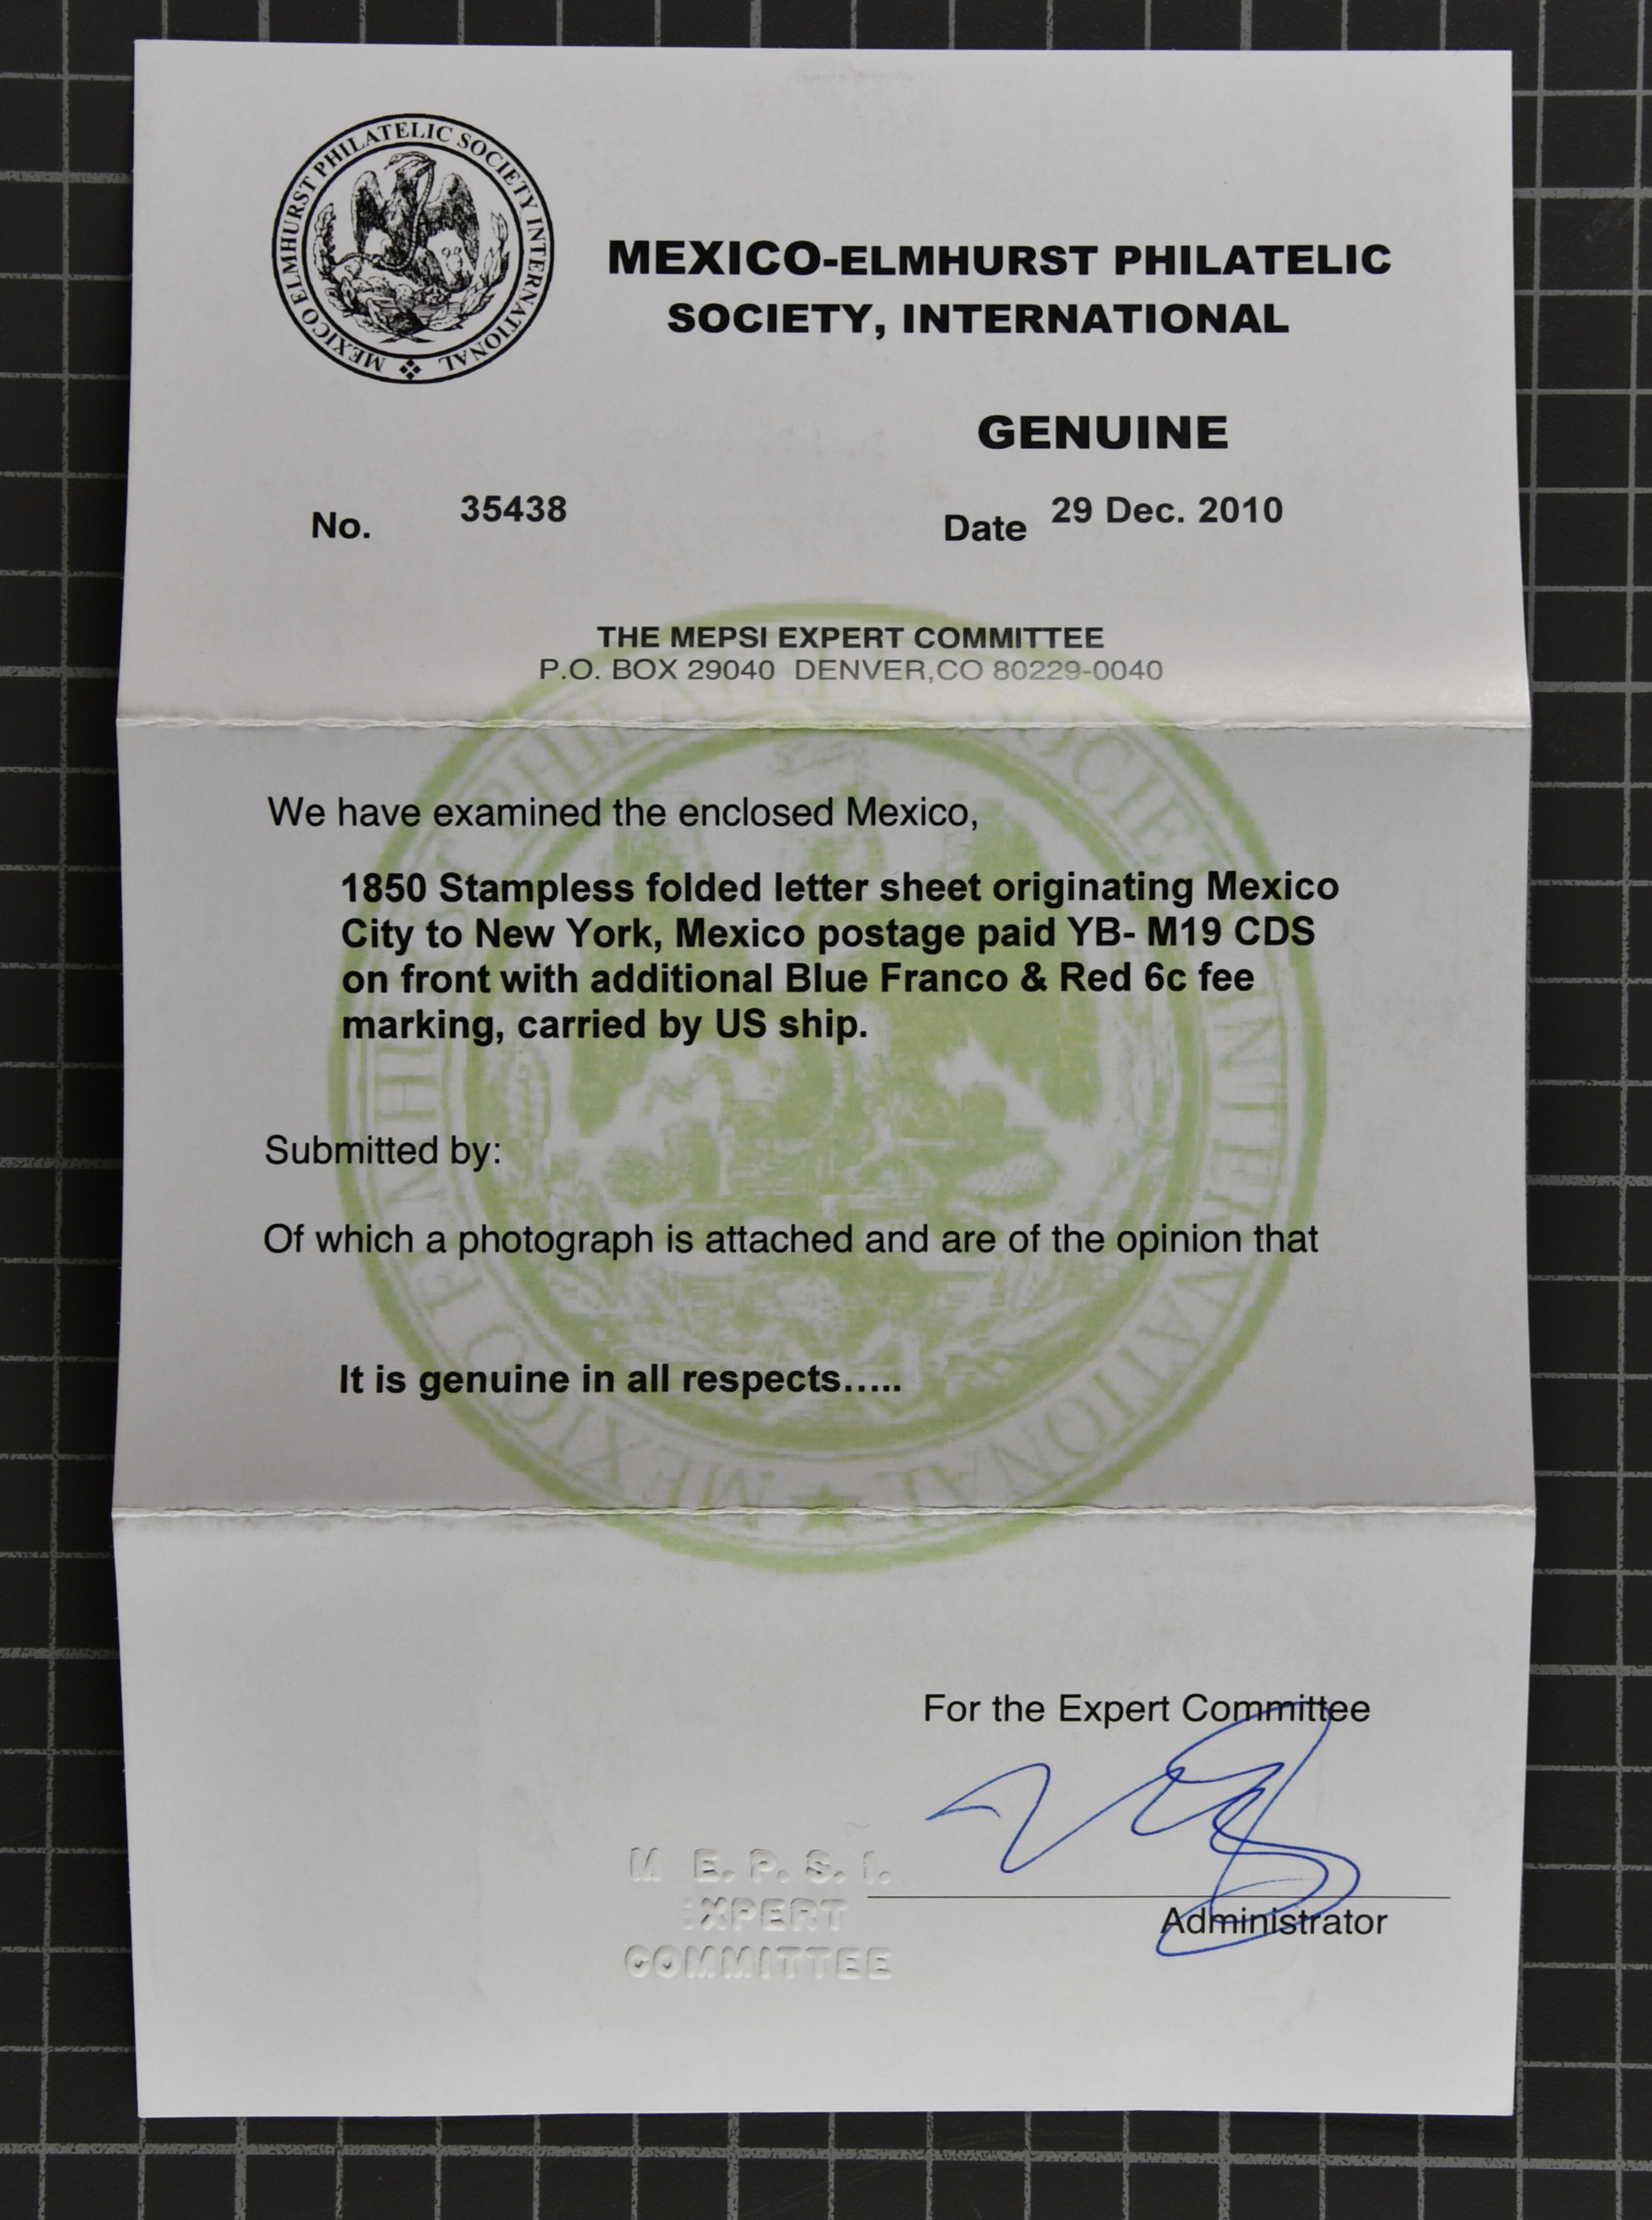 MEXICO ELMHURST PHILATELIC SOCIETY INTERNATIONAL
MEXICO-ELMHURST PHILATELIC
SOCIETY, INTERNATIONAL
GENUINE
No. 35438
Date 29 Dec. 2010
THE MEPSI EXPERT COMMITTEE
P.O. BOX 29040 DENVER,CO 80229-0040
We have examined the enclosed Mexico,
1850 Stampless folded letter sheet originating Mexico
City to New York, Mexico postage paid YB- M19 CDS
on front with additional Blue Franco & Red 6c fee
marking, carried by US ship.
Submitted by:
Of which a photograph is attached and are of the opinion that
It is genuine in all respects.....
For the Expert Committee
M E. P. S. I.
XPERT
COMMITTEE
Administrator